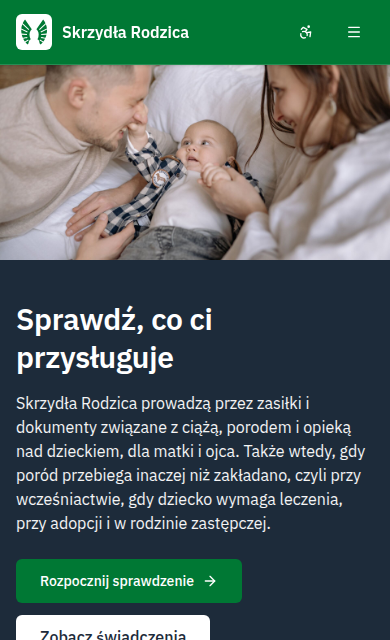 Skrzydła Rodzica
Sprawdź, co ci
przysługuje
Skrzydła Rodzica prowadzą przez zasiłki i
dokumenty związane z ciążą, porodem i opieką
nad dzieckiem, dla matki i ojca. Także wtedy, gdy
poród przebiega inaczej niż zakładano, czyli przy
wcześniactwie, gdy dziecko wymaga leczenia,
przy adopcji i w rodzinie zastępczej.
Rozpocznij sprawdzenie
Zobacz świadczenia